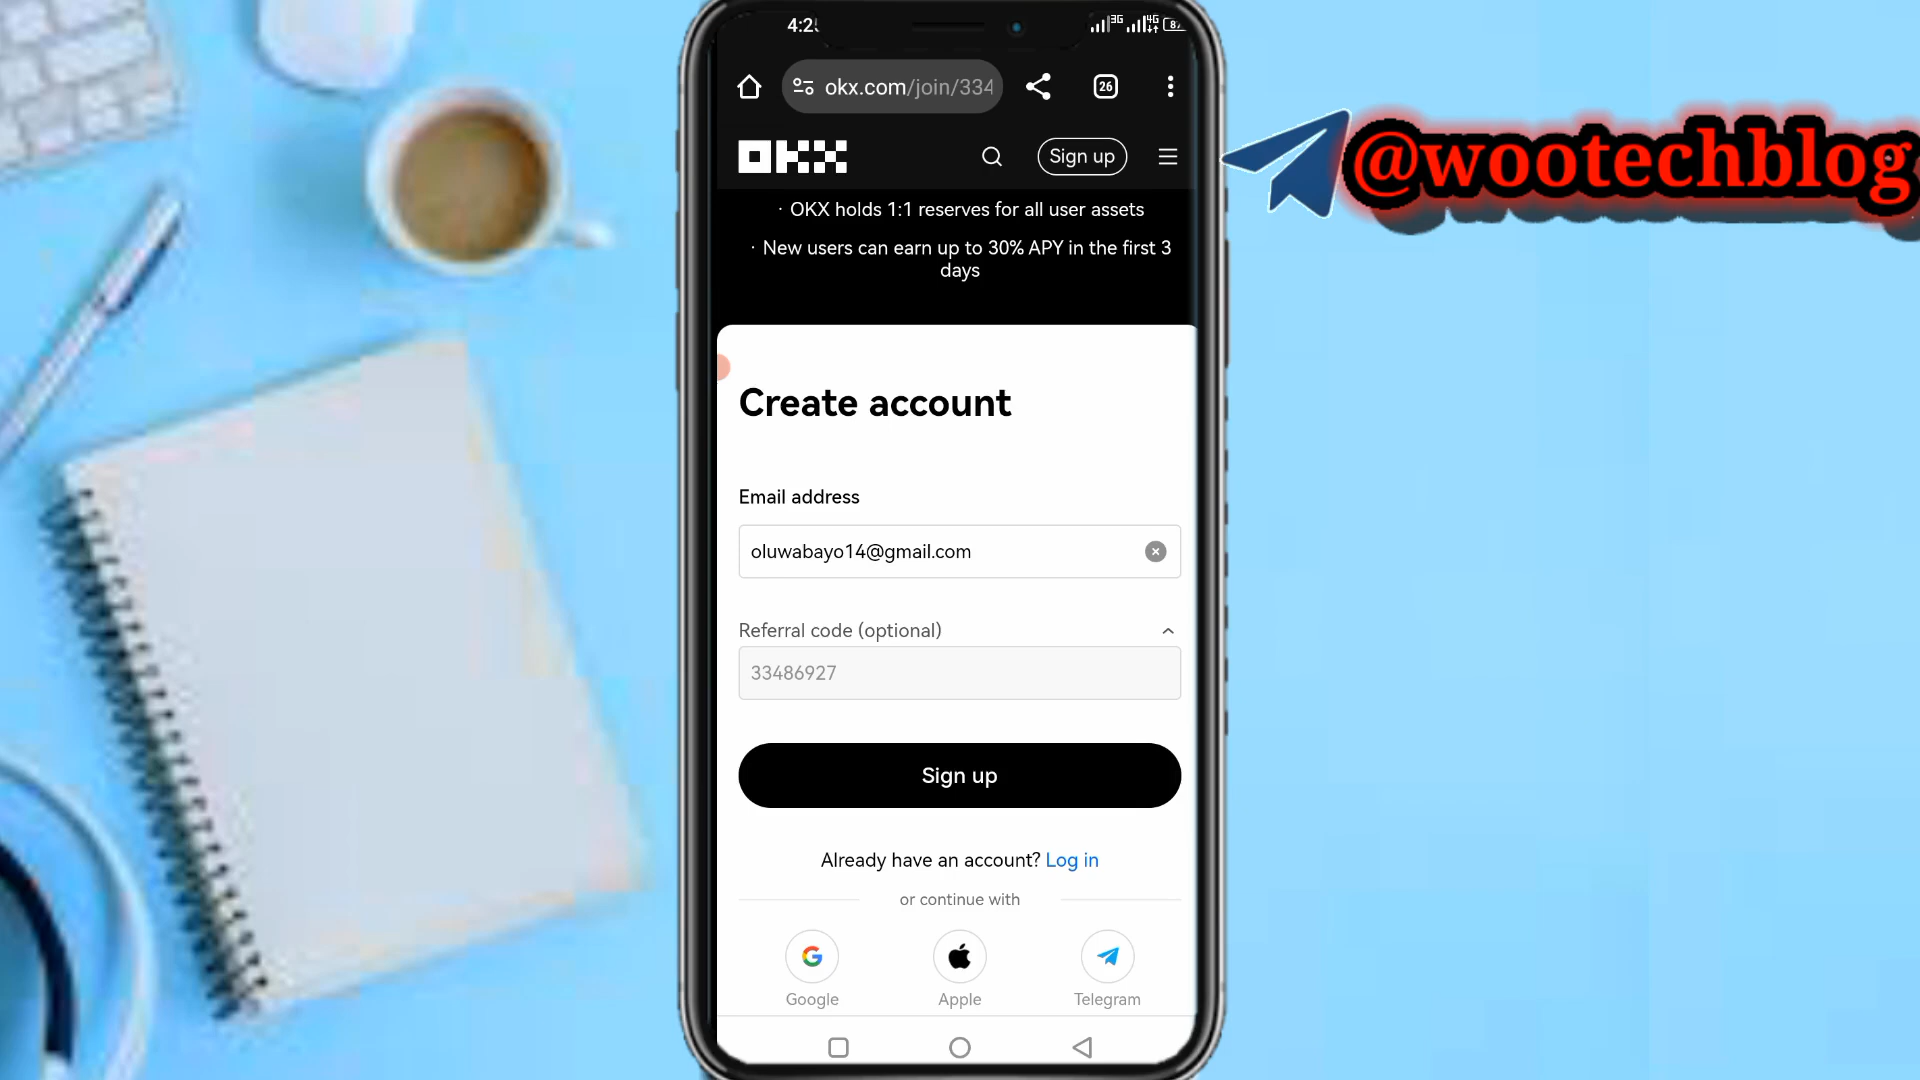 4:2
3G 4G 87
okx.com/join/334
26
OKX
Sign up
@wootechblog
· OKX holds 1:1 reserves for all user assets
· New users can earn up to 30% APY in the first 3
days
Create account
Email address
oluwabayo14@gmail.com
Referral code (optional)
33486927
Sign up
Already have an account? Log in
or continue with
Google
Apple
Telegram